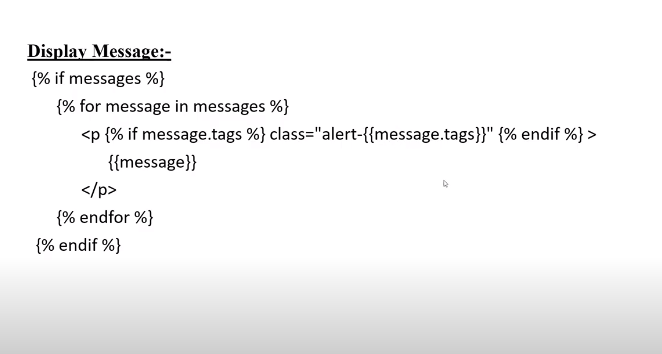 Display Message:-
{% if messages %}
{% for message in messages %}
<p {% if message.tags %} class="alert-{{message.tags}}" {% endif %} >
{{message}}
</p>
{% endfor %}
{% endif %}